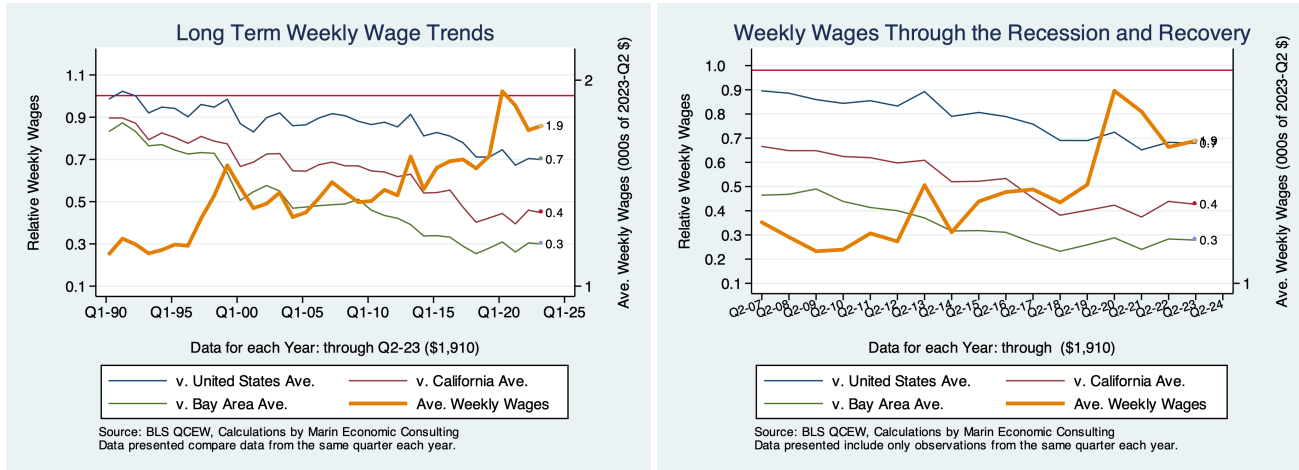 Long Term Weekly Wage Trends
Relative Weekly Wages
1.1
0.9
0.7
0.5
0.3
0.1
2
1
Ave. Weekly Wages (000s of 2023-Q2 $)
1.9
0.7
0.4
0.3
Q1-90 Q1-95 Q1-00 Q1-05 Q1-10 Q1-15 Q1-20 Q1-25
Data for each Year: through Q2-23 ($1,910)
v. United States Ave. v. California Ave.
v. Bay Area Ave. Ave. Weekly Wages
Source: BLS QCEW, Calculations by Marin Economic Consulting
Data presented compare data from the same quarter each year.
Weekly Wages Through the Recession and Recovery
Relative Weekly Wages
1.0
0.9
0.8
0.7
0.6
0.5
0.4
0.3
0.2
0.1
1
Ave. Weekly Wages (000s of 2023-Q2 $)
0.4
0.3
Q2-07 Q2-08 Q2-09 Q2-10 Q2-11 Q2-12 Q2-13 Q2-14 Q2-15 Q2-16 Q2-17 Q2-18 Q2-19 Q2-20 Q2-21 Q2-22 Q2-23 Q2-24
Data for each Year: through ($1,910)
v. United States Ave. v. California Ave.
v. Bay Area Ave. Ave. Weekly Wages
Source: BLS QCEW, Calculations by Marin Economic Consulting
Data presented include only observations from the same quarter each year.